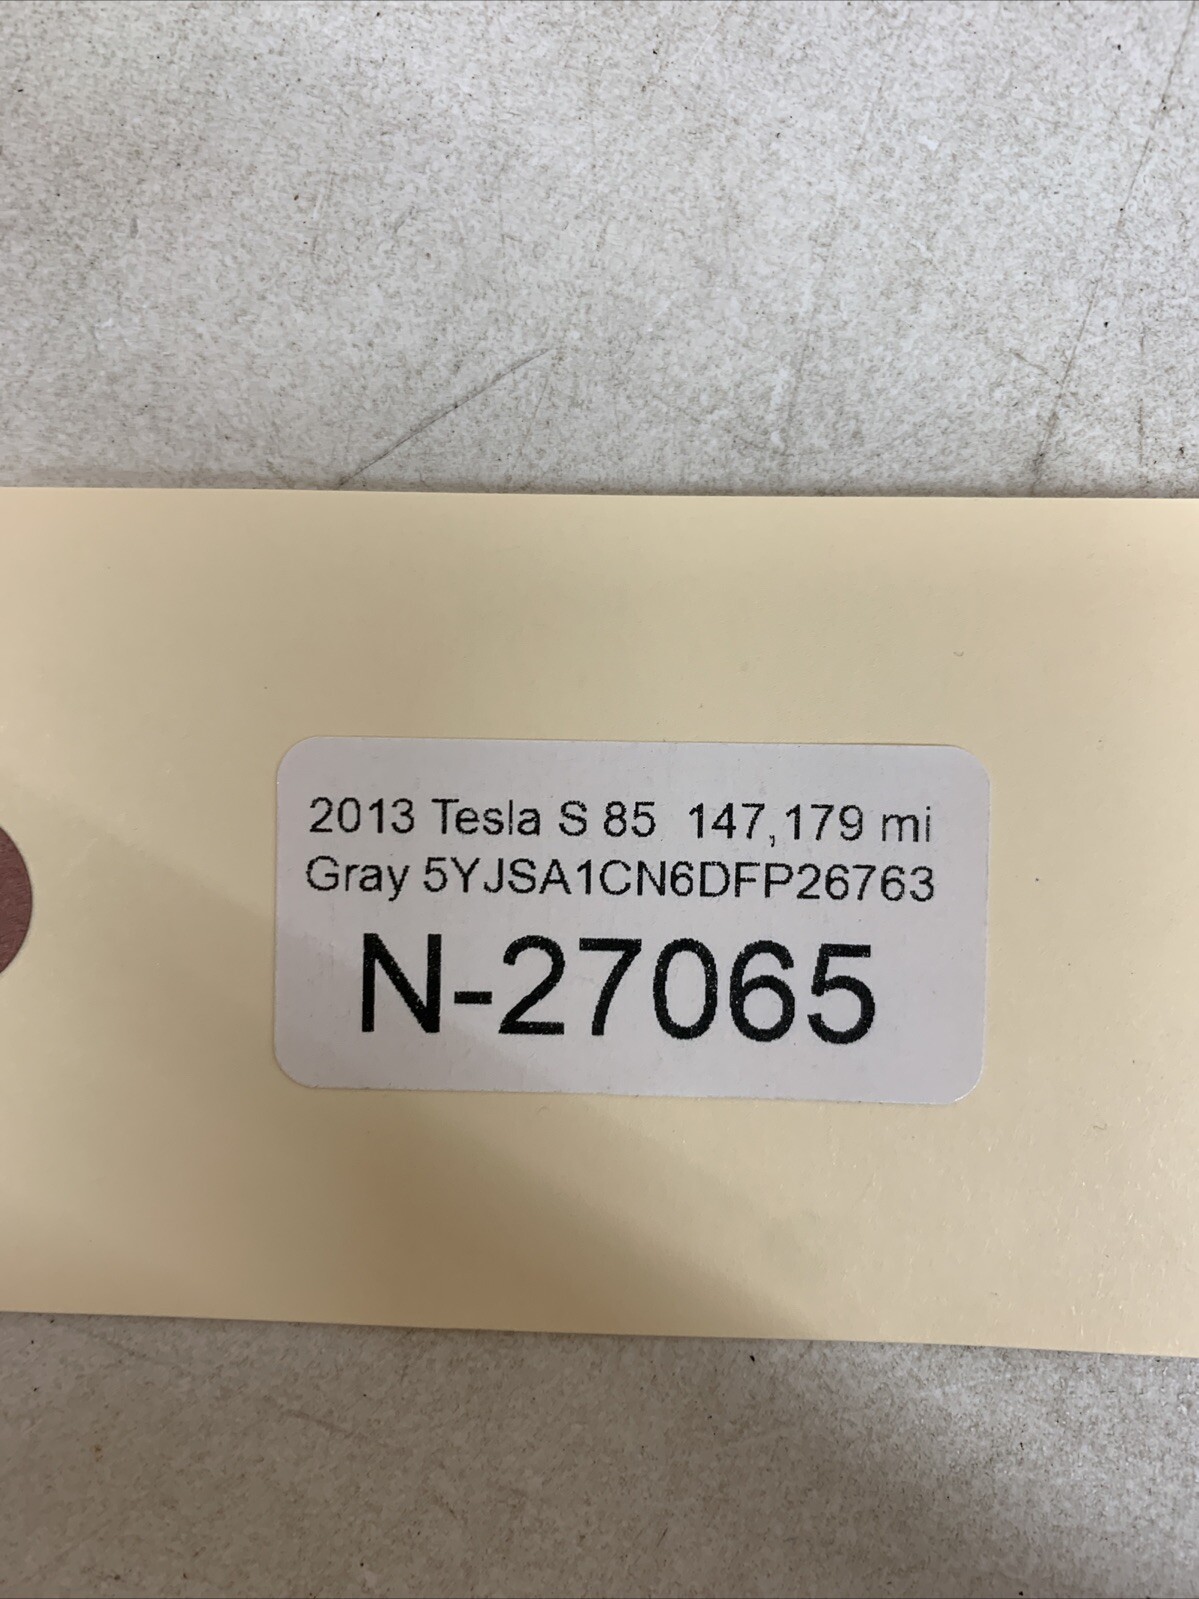 2013 Tesla S 85 147,179 mi
Gray 5YJSA1CN6DFP26763
N-27065